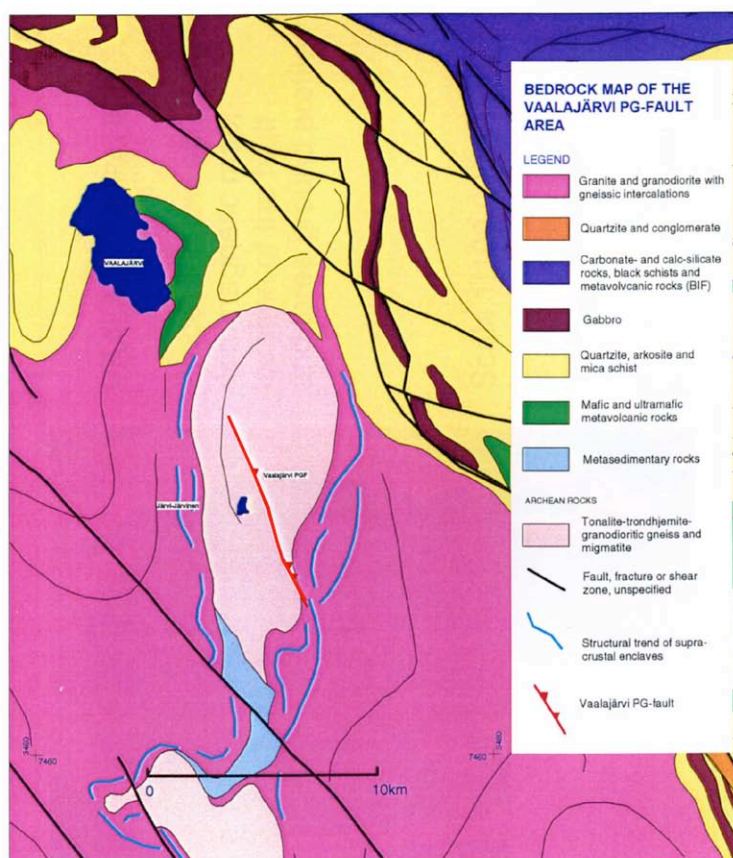 BEDROCK MAP OF THE
VAALAJÄRVI PG-FAULT
AREA
LEGEND
Granite and granodiorite with
gneissic intercalations
Quartzite and conglomerate
Carbonate- and calc-silicate
rocks, black schists and
metavolvcanic rocks (BIF)
Gabbro
Quartzite, arkosite and
mica schist
Mafic and ultramafic
metavolcanic rocks
Metasedimentary rocks
ARCHEAN ROCKS
Tonalite-trondhjemite-
granodioritic gneiss and
migmatite
Fault, fracture or shear
zone, unspecified
Structural trend of supra-
crustal enclaves
Vaalajärvi PG-fault
VAALAJÄRVI
Vaalajärvi PGF
Järvi-Järvinen
3460
7460
3480
7460
0
10km